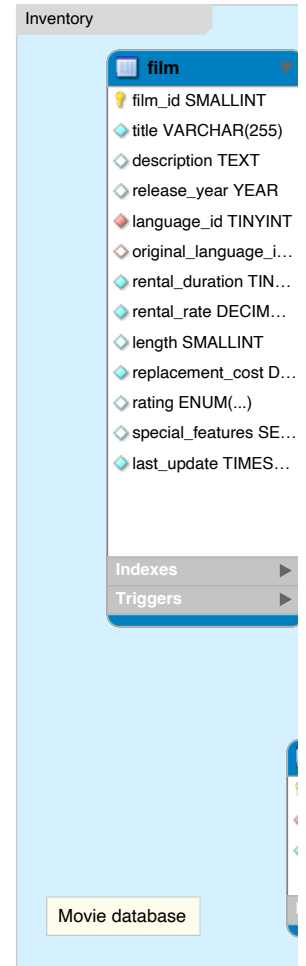 Inventory
film
film_id SMALLINT
title VARCHAR(255)
description TEXT
release_year YEAR
language_id TINYINT
original_language_i...
rental_duration TIN...
rental_rate DECIM...
length SMALLINT
replacement_cost D...
rating ENUM(...)
special_features SE...
last_update TIMES...
Indexes
Triggers
Movie database